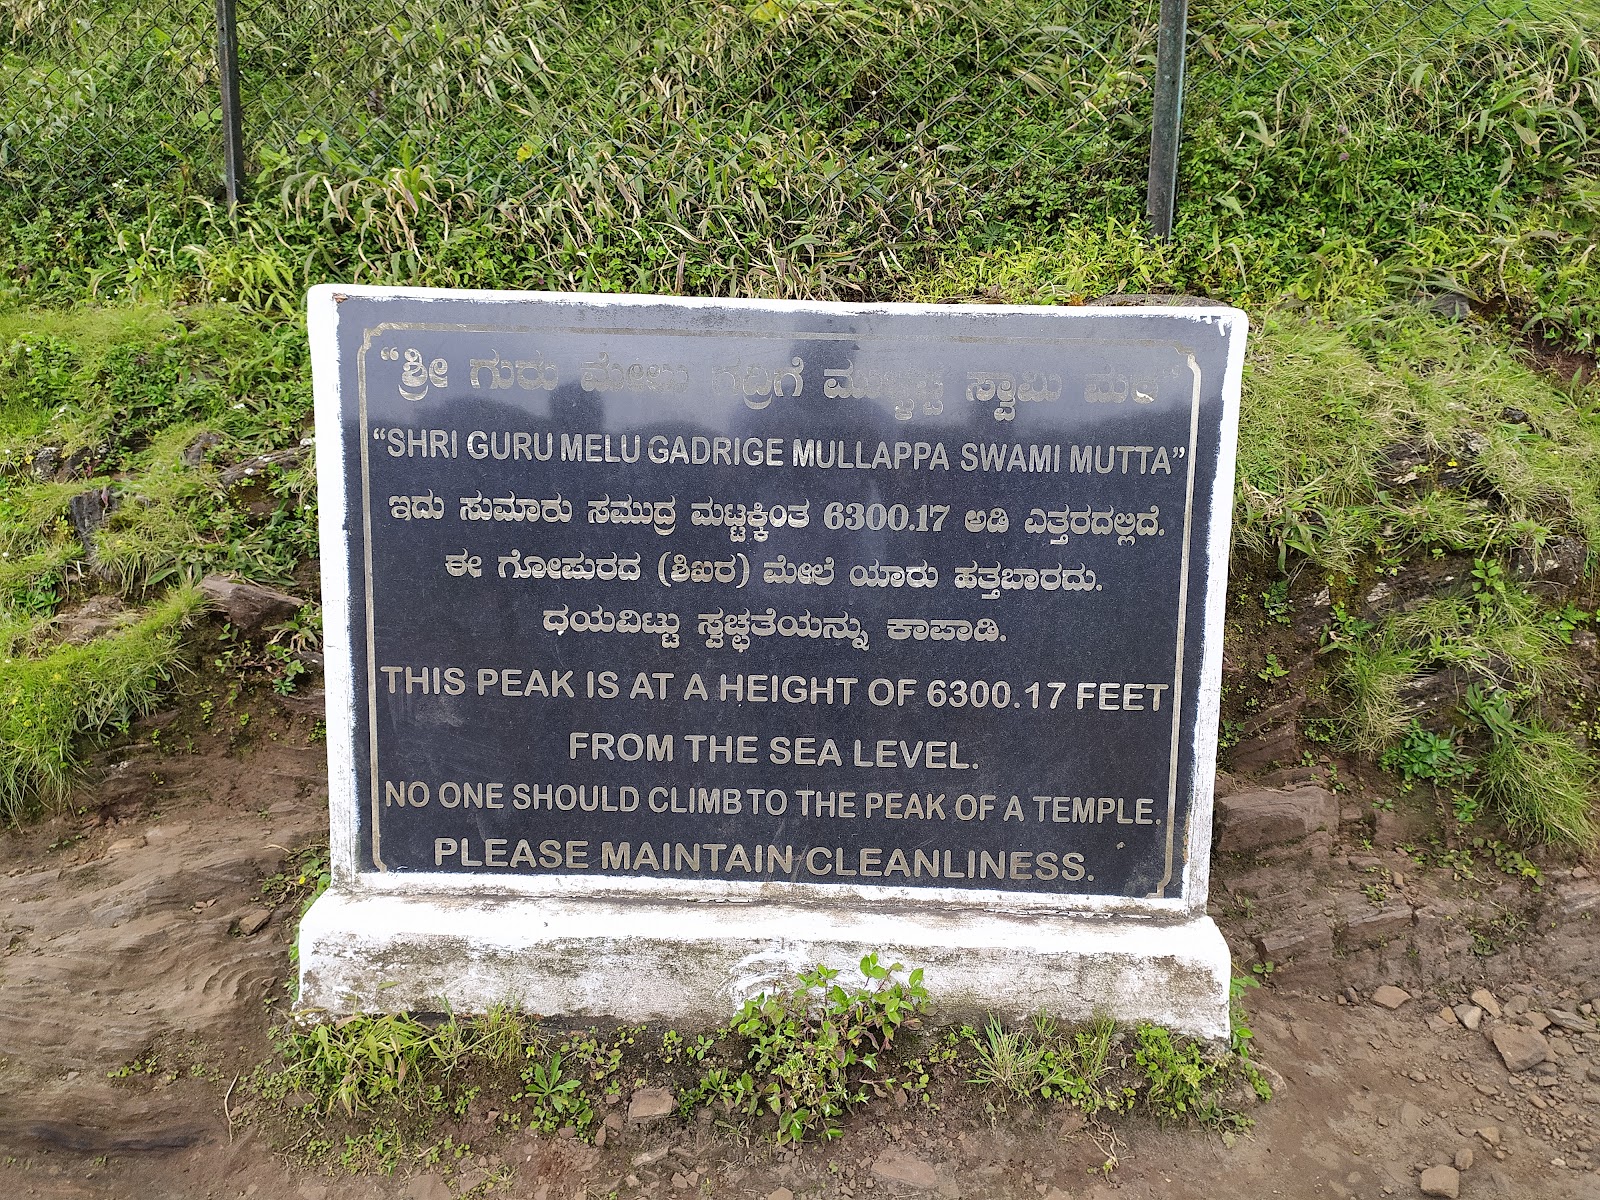 “ಶ್ರೀ ಗುರು ಮೇಲು ಗದ್ರಿಗೆ ಮುಳ್ಳಪ್ಪ ಸ್ವಾಮಿ ಮಠ”
“SHRI GURU MELU GADRIGE MULLAPPA SWAMI MUTTA”
ಇದು ಸುಮಾರು ಸಮುದ್ರ ಮಟ್ಟಕ್ಕಿಂತ 6300.17 ಅಡಿ ಎತ್ತರದಲ್ಲಿದೆ.
ಈ ಗೋಪುರದ (ಶಿಖರ) ಮೇಲೆ ಯಾರು ಹತ್ತಬಾರದು.
ಧಯವಿಟ್ಟು ಸ್ವಚ್ಛತೆಯನ್ನು ಕಾಪಾಡಿ.
THIS PEAK IS AT A HEIGHT OF 6300.17 FEET
FROM THE SEA LEVEL.
NO ONE SHOULD CLIMB TO THE PEAK OF A TEMPLE.
PLEASE MAINTAIN CLEANLINESS.